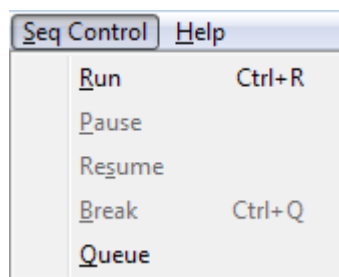 Seq Control Help
Run Ctrl+R
Pause
Resume
Break Ctrl+Q
Queue